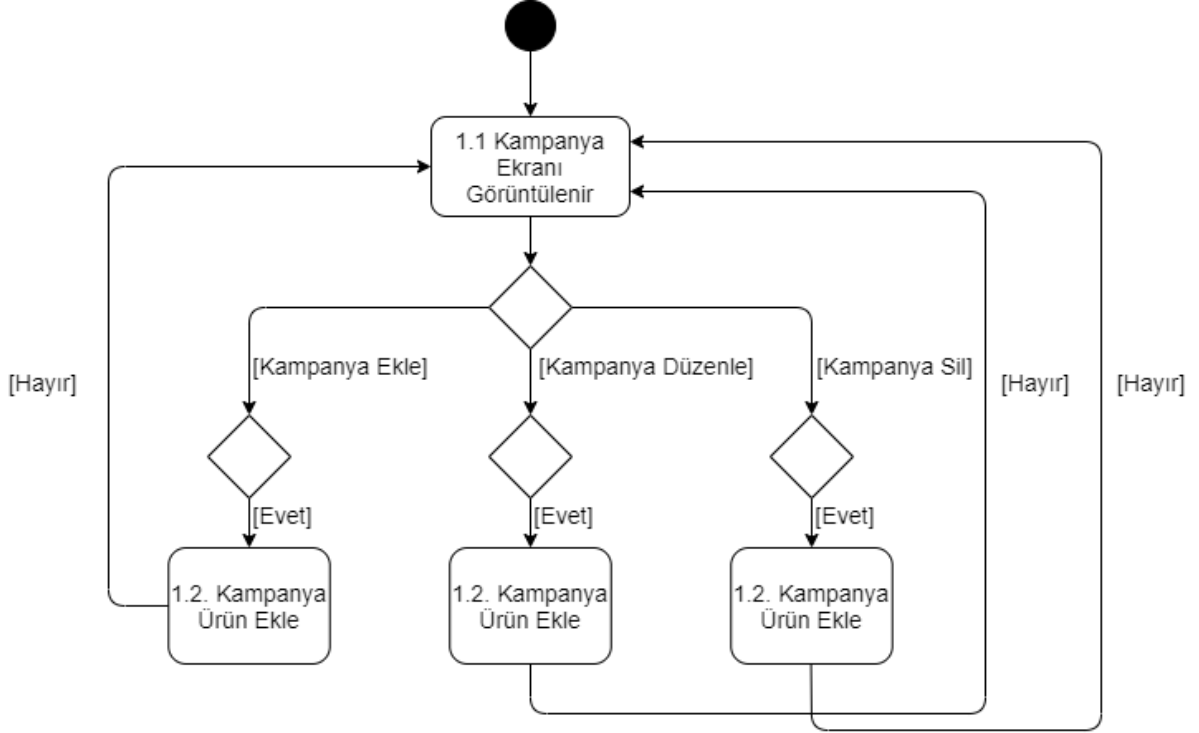 1.1 Kampanya
Ekranı
Görüntülenir
[Kampanya Ekle]
[Kampanya Düzenle]
[Kampanya Sil]
[Hayır]
[Hayır]
[Hayır]
[Evet]
[Evet]
[Evet]
1.2. Kampanya
Ürün Ekle
1.2. Kampanya
Ürün Ekle
1.2. Kampanya
Ürün Ekle